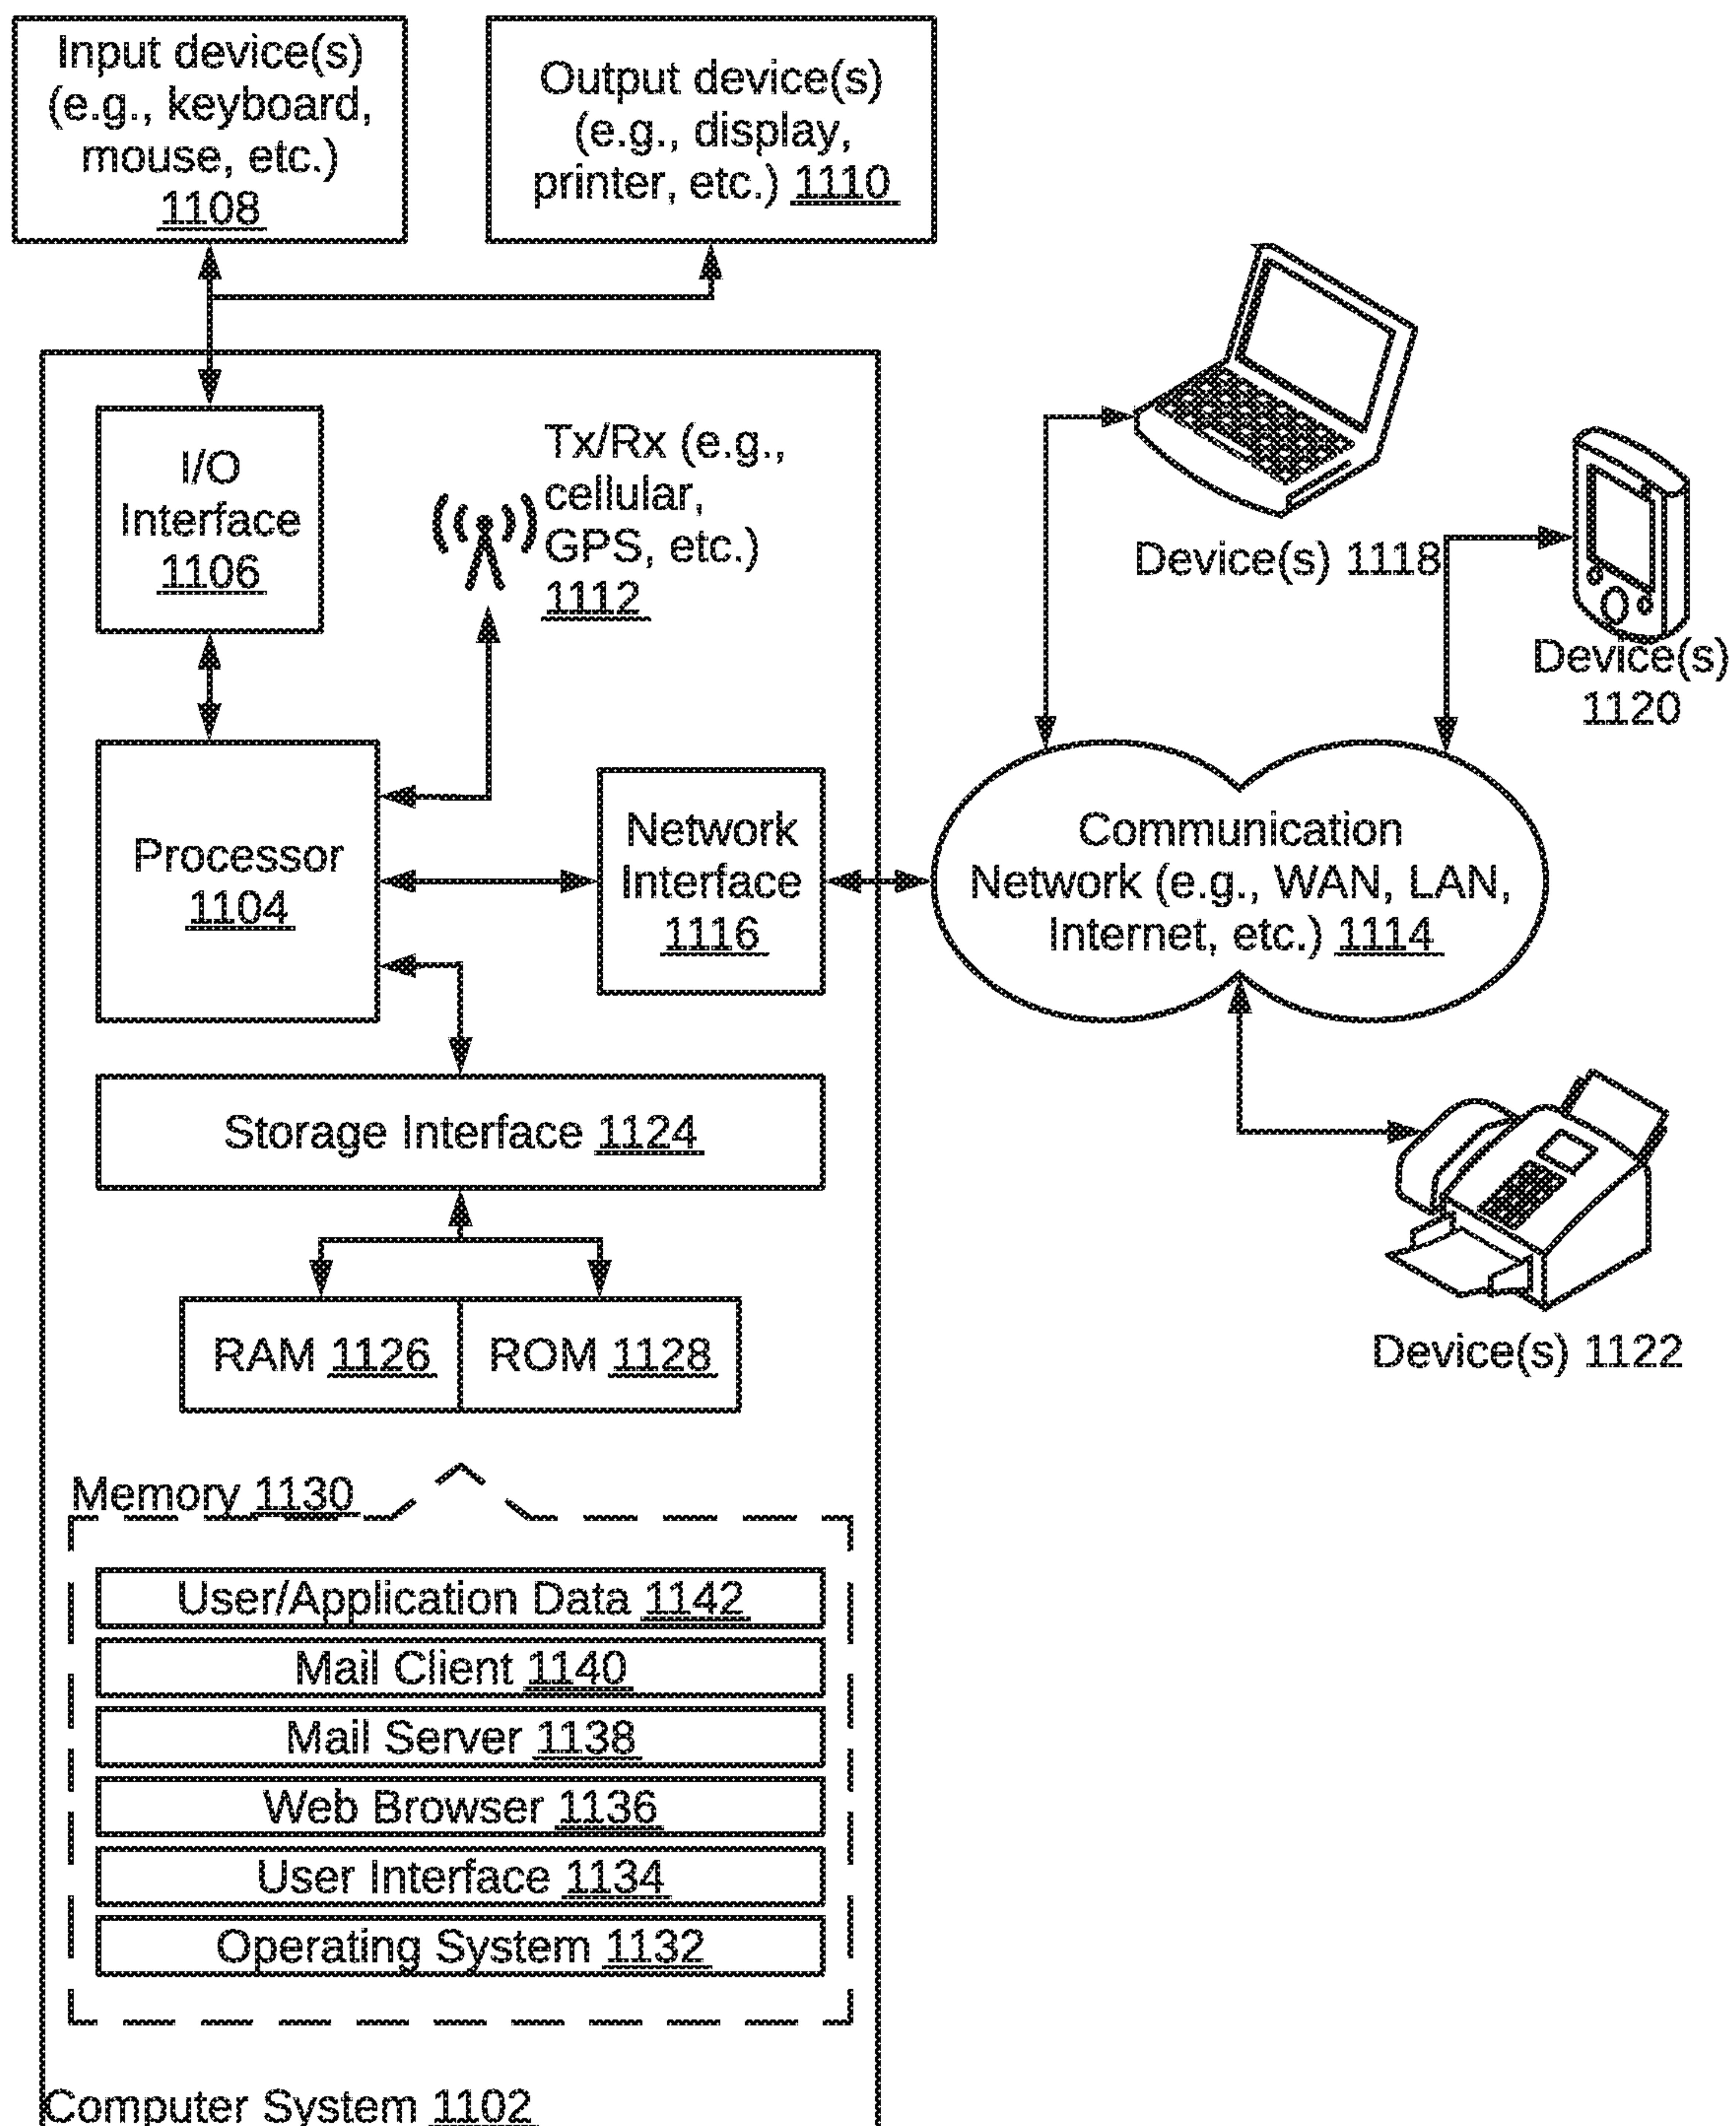 Input device(s)
(e.g., keyboard,
mouse, etc.)
1108
Output device(s)
(e.g., display,
printer, etc.) 1110
I/O
Interface
1106
Tx/Rx (e.g.,
cellular,
GPS, etc.)
1112
Device(s) 1118
Device(s)
1120
Processor
1104
Network
Interface
1116
Communication
Network (e.g., WAN, LAN,
Internet, etc.) 1114
Storage Interface 1124
RAM 1126
ROM 1128
Device(s) 1122
Memory 1130
User/Application Data 1142
Mail Client 1140
Mail Server 1138
Web Browser 1136
User Interface 1134
Operating System 1132
Computer System 1102